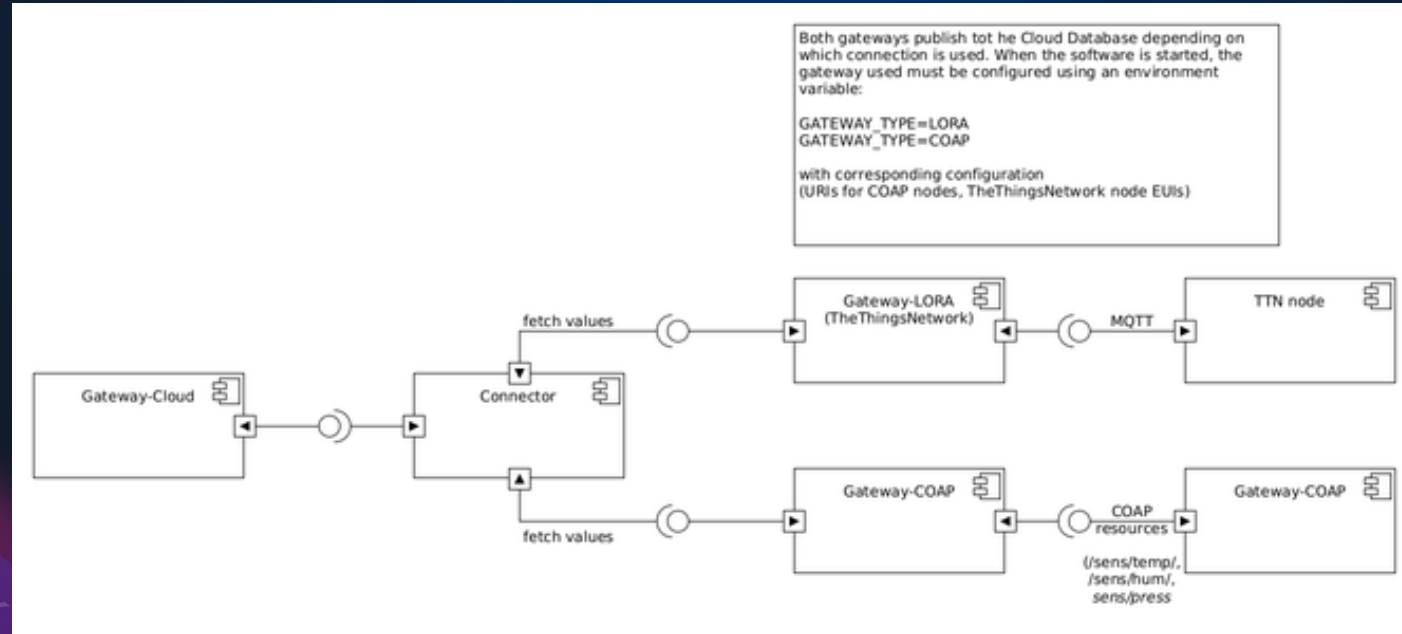 Both gateways publish tot he Cloud Database depending on
which connection is used. When the software is started, the
gateway used must be configured using an environment
variable:
GATEWAY_TYPE=LORA
GATEWAY_TYPE=COAP
with corresponding configuration
(URIs for COAP nodes, TheThingsNetwork node EUIs)
Gateway-LORA
(TheThingsNetwork)
MQTT
TTN node
fetch values
Gateway-Cloud
Connector
fetch values
Gateway-COAP
COAP
resources
(/sens/temp/,
/sens/hum/,
sens/press
Gateway-COAP